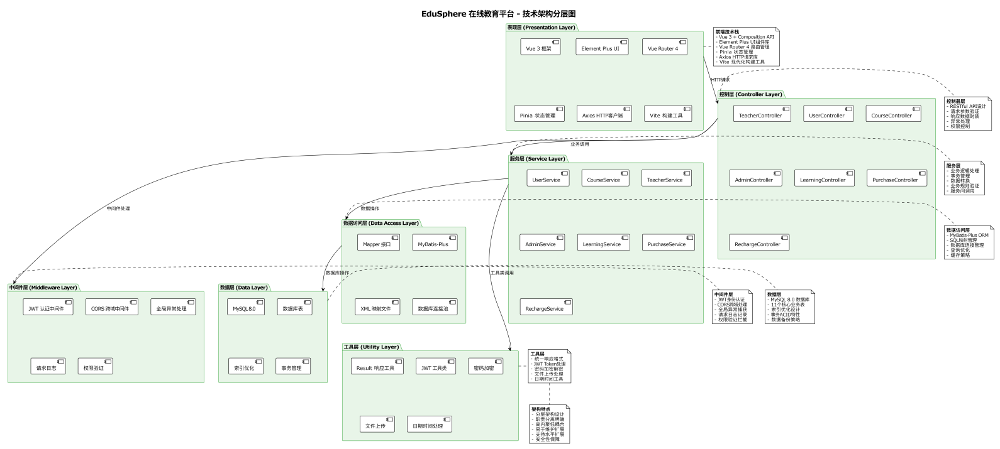 EduSphere 在线教育平台 - 技术架构分层图
表现层 (Presentation Layer)
Vue 3 框架
Element Plus UI
Vue Router 4
Pinia 状态管理
Axios HTTP客户端
Vite 构建工具
前端技术栈
- Vue 3 + Composition API
- Element Plus UI组件库
- Vue Router 4 路由管理
- Pinia 状态管理
- Axios HTTP请求库
- Vite 现代化构建工具
HTTP请求
控制层 (Controller Layer)
TeacherController
UserController
CourseController
AdminController
LearningController
PurchaseController
RechargeController
控制器层
- RESTful API设计
- 请求参数验证
- 响应数据封装
- 异常处理
- 权限控制
业务调用
服务层 (Service Layer)
UserService
CourseService
TeacherService
AdminService
LearningService
PurchaseService
RechargeService
服务层
- 业务逻辑处理
- 事务管理
- 数据转换
- 业务规则验证
- 服务间调用
中间件处理
数据操作
数据访问层 (Data Access Layer)
Mapper 接口
MyBatis-Plus
XML 映射文件
数据库连接池
数据访问层
- MyBatis-Plus ORM
- SQL映射管理
- 数据库连接管理
- 查询优化
- 缓存策略
数据库操作
工具类调用
中间件层 (Middleware Layer)
JWT 认证中间件
CORS 跨域中间件
全局异常处理
请求日志
权限验证
数据层 (Data Layer)
MySQL 8.0
数据库表
索引优化
事务管理
中间件层
- JWT身份认证
- CORS跨域处理
- 全局异常捕获
- 请求日志记录
- 权限验证拦截
数据层
- MySQL 8.0 数据库
- 11个核心业务表
- 索引优化设计
- 事务ACID特性
- 数据备份策略
工具层 (Utility Layer)
Result 响应工具
JWT 工具类
密码加密
文件上传
日期时间处理
工具层
- 统一响应格式
- JWT Token处理
- 密码加密解密
- 文件上传处理
- 日期时间工具
架构特点
- 分层架构设计
- 职责分离明确
- 高内聚低耦合
- 易于维护扩展
- 支持水平扩展
- 安全性保障